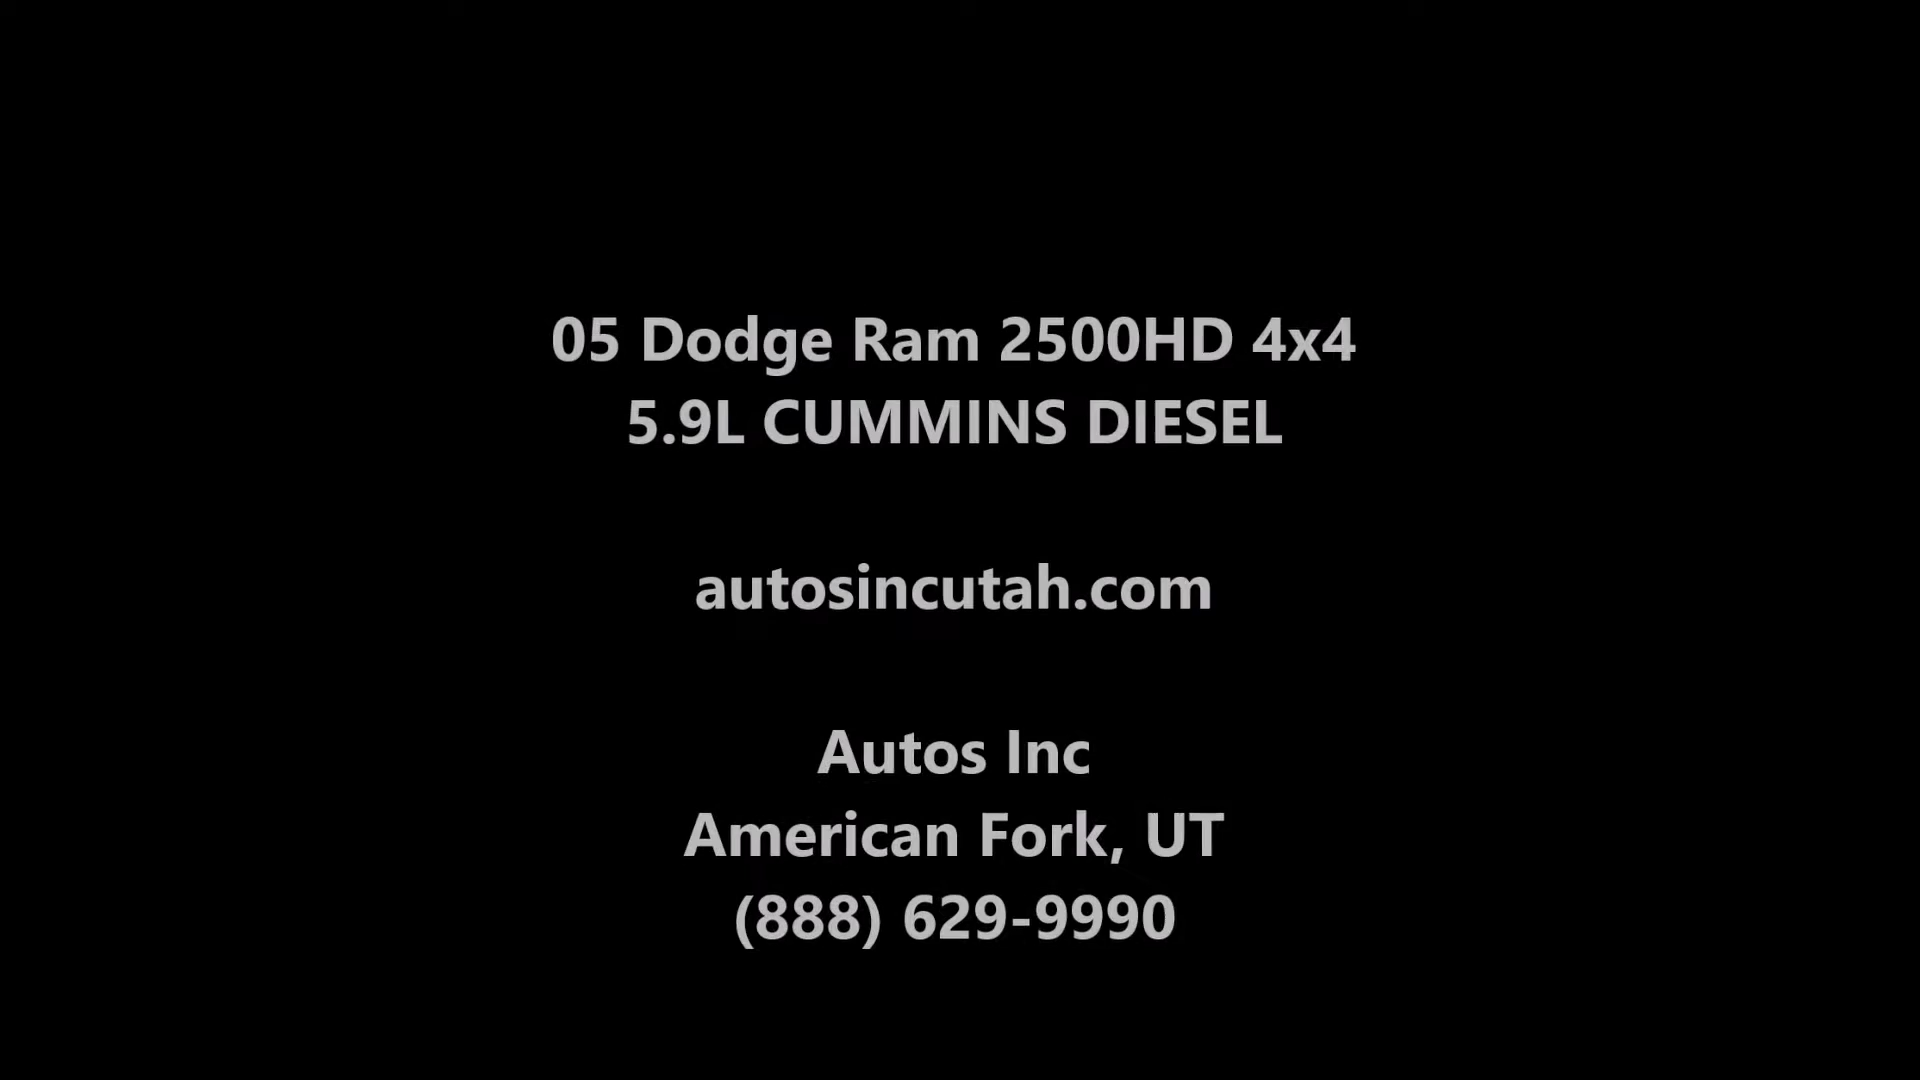 05 Dodge Ram 2500HD 4x4
5.9L CUMMINS DIESEL
autosincutah.com
Autos Inc
American Fork, UT
(888) 629-9990